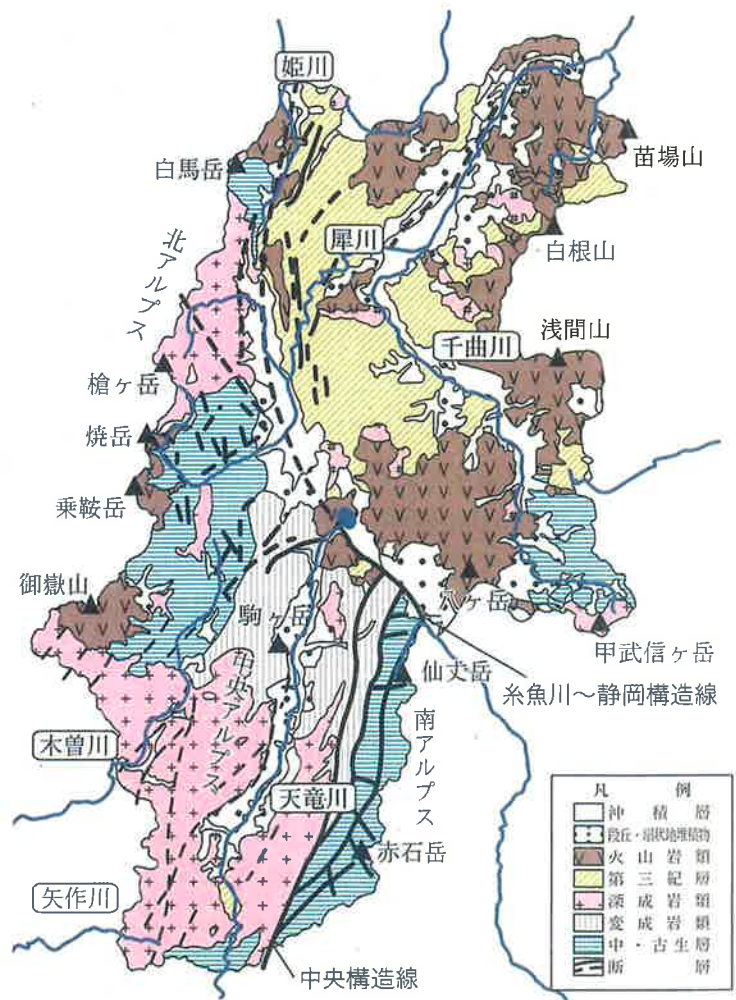 姫川
苗場山
白馬岳
犀川
白根山
北アルプス
浅間山
千曲川
槍ヶ岳
焼岳
乗鞍岳
御嶽山
駒ヶ岳
八ヶ岳
甲武信ヶ岳
仙丈岳
糸魚川〜静岡構造線
中央アルプス
南アルプス
木曽川
天竜川
赤石岳
矢作川
中央構造線
凡例
沖積層
段丘・扇状地堆積物
火山岩類
第三紀層
深成岩類
変成岩類
中・古生層
断層